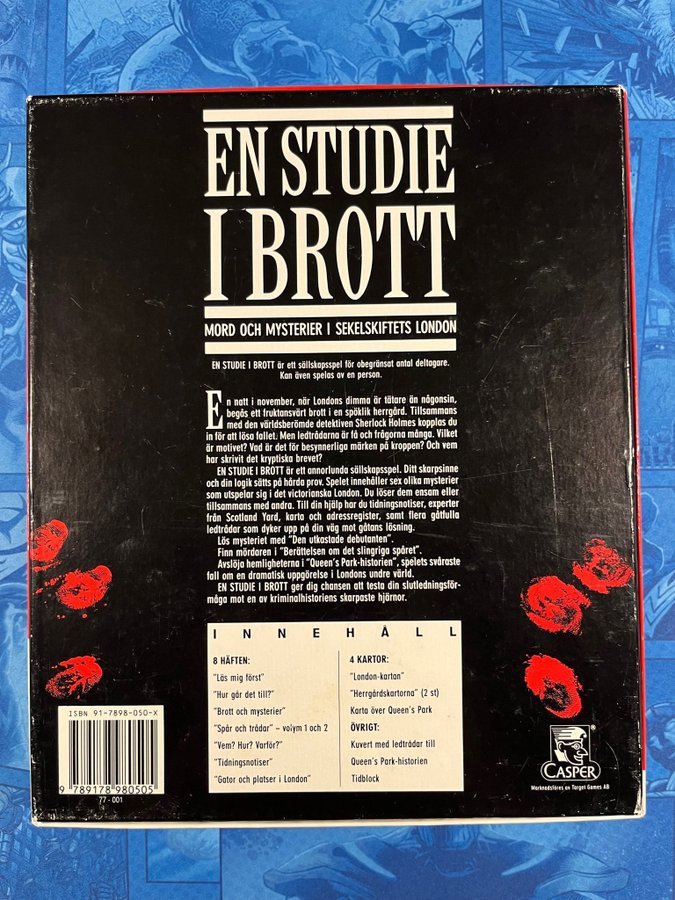 EN STUDIE
I BROTT
MORD OCH MYSTERIER I SEKELSKIFTETS LONDON
EN STUDIE I BROTT är ett sällskapsspel för obegränsat antal deltagare.
Kan även spelas av en person.
En natt i november, när Londons dimma är tätare än någonsin,
begås ett fruktansvärt brott i en spöklik herrgård. Tillsammans
med den världsberömde detektiven Sherlock Holmes kopplas du
in för att lösa fallet. Men ledtrådarna är få och frågorna många. Vilket
är motivet? Vad är det för besynnerliga märken på kroppen? Och vem
har skrivit det kryptiska brevet?
EN STUDIE I BROTT är ett annorlunda sällskapsspel. Ditt skarpsinne
och din logik sätts på hårda prov. Spelet innehåller sex olika mysterier
som utspelar sig i det victorianska London. Du löser dem ensam eller
tillsammans med andra. Till din hjälp har du tidningsnotiser, experter
från Scotland Yard, karta och adressregister, samt flera gåtfulla
ledtrådar som dyker upp på din väg mot gåtans lösning.
Lös mysteriet med "Den utkastade debutanten".
Finn mördaren i "Berättelsen om det slingriga spåret".
Avslöja hemligheterna i "Queen's Park-historien", spelets svåraste
fall om en dramatisk uppgörelse i Londons undre värld.
EN STUDIE I BROTT ger dig chansen att testa din slutledningsför-
måga mot en av kriminalhistoriens skarpaste hjärnor.
INNEHÅLL
8 HÄFTEN:
"Läs mig först"
"Hur går det till?"
"Brott och mysterier"
"Spår och trådar" – volym 1 och 2
"Vem? Hur? Varför?"
"Tidningsnotiser"
"Gator och platser i London"
4 KARTOR:
"London-kartan"
"Herrgårdskartorna" (2 st)
Karta över Queen's Park
ÖVRIGT:
Kuvert med ledtrådar till
Queen's Park-historien
Tidblock
ISBN 91-7898-050-X
9 789178 980505
77-001
CASPER®
Marknadsföres av Target Games AB